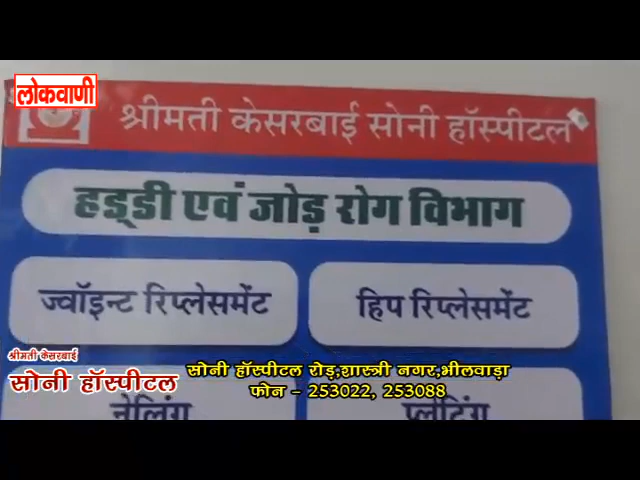 लोकवाणी
श्रीमती केसरबाई सोनी हॉस्पीटल
हड्डी एवं जोड़ रोग विभाग
ज्वॉइन्ट रिप्लेसमेंट
हिप रिप्लेसमेंट
नेलिंग
प्लेटिंग
श्रीमती केसरबाई
सोनी हॉस्पीटल
सोनी हॉस्पीटल रोड़,शास्त्री नगर,भीलवाड़ा
फोन - 253022, 253088